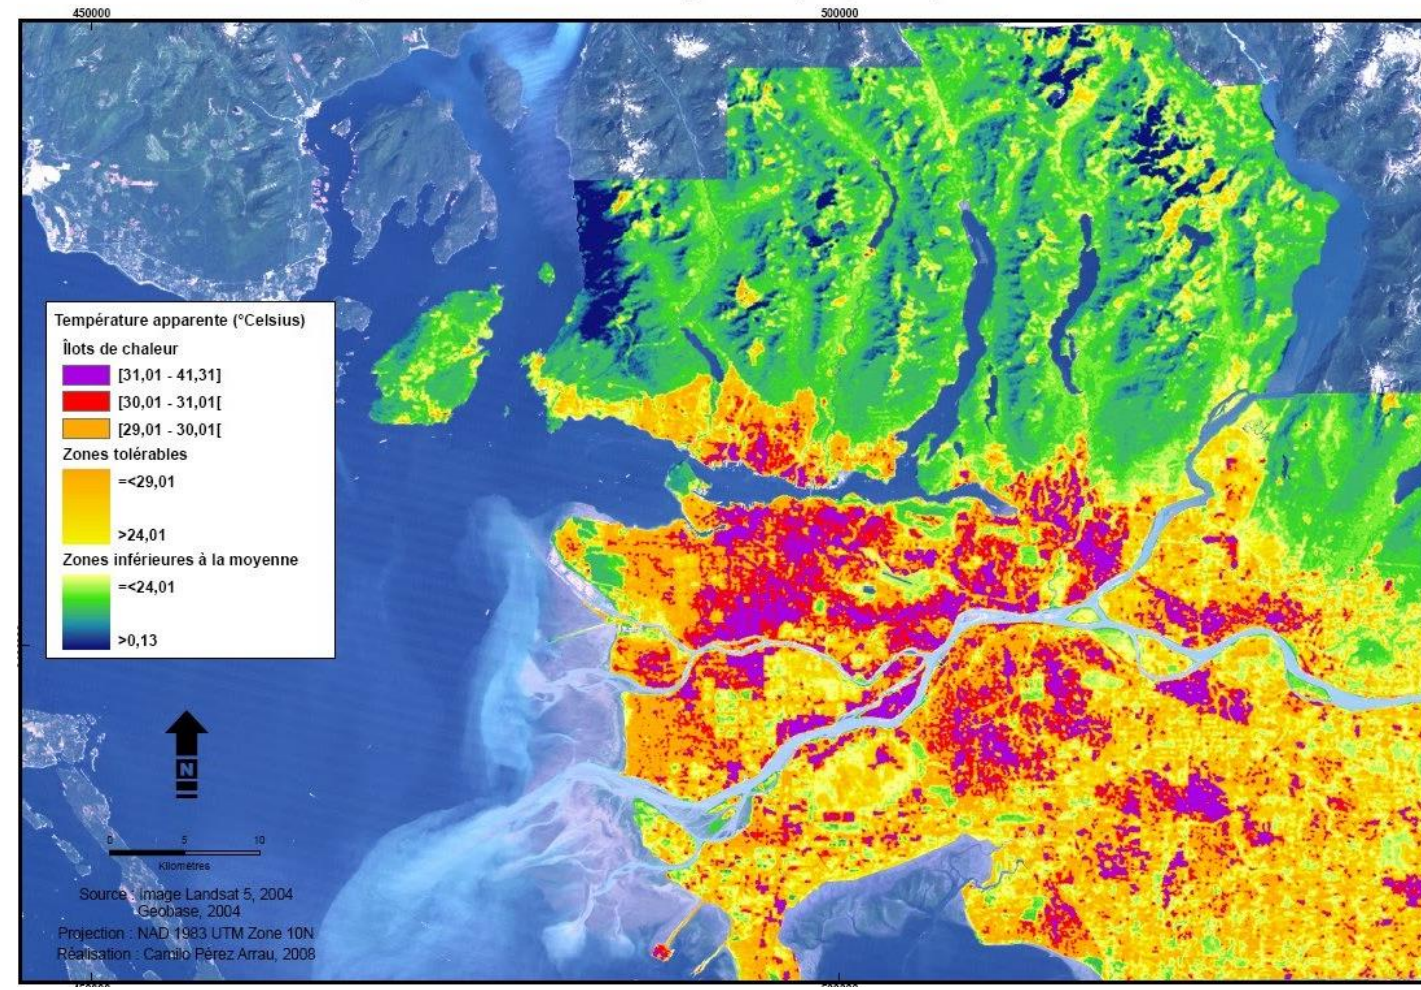 450000
500000
Température apparente (°Celsius)
Îlots de chaleur
[31,01 - 41,31]
[30,01 - 31,01[
[29,01 - 30,01[
Zones tolérables
=<29,01
>24,01
Zones inférieures à la moyenne
=<24,01
>0,13
N
0 5 10
Kilomètres
Source : Image Landsat 5, 2004
Geobase, 2004
Projection : NAD 1983 UTM Zone 10N
Réalisation : Camilo Pérez Arrau, 2008